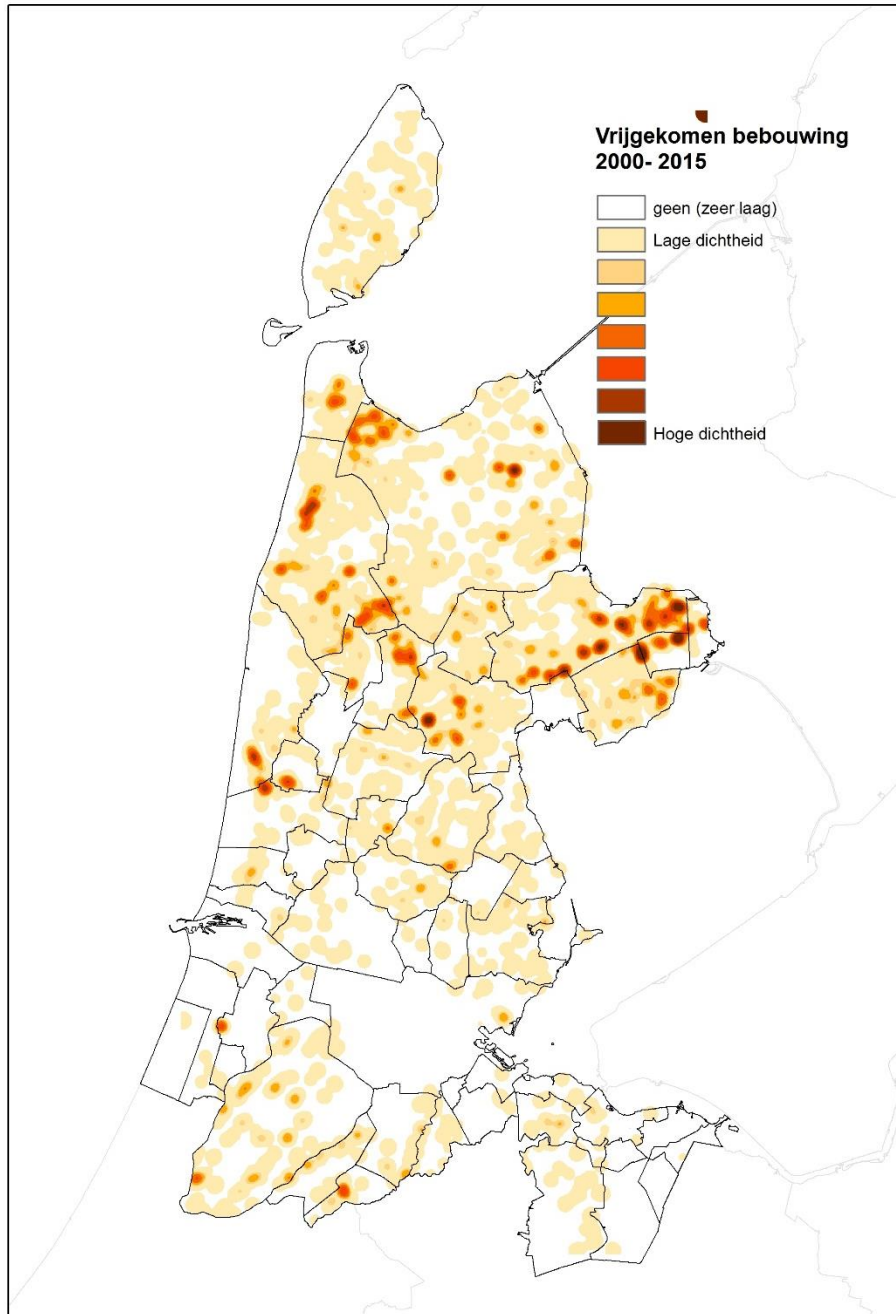 Vrijgekomen bebouwing
2000- 2015
geen (zeer laag)
Lage dichtheid
Hoge dichtheid